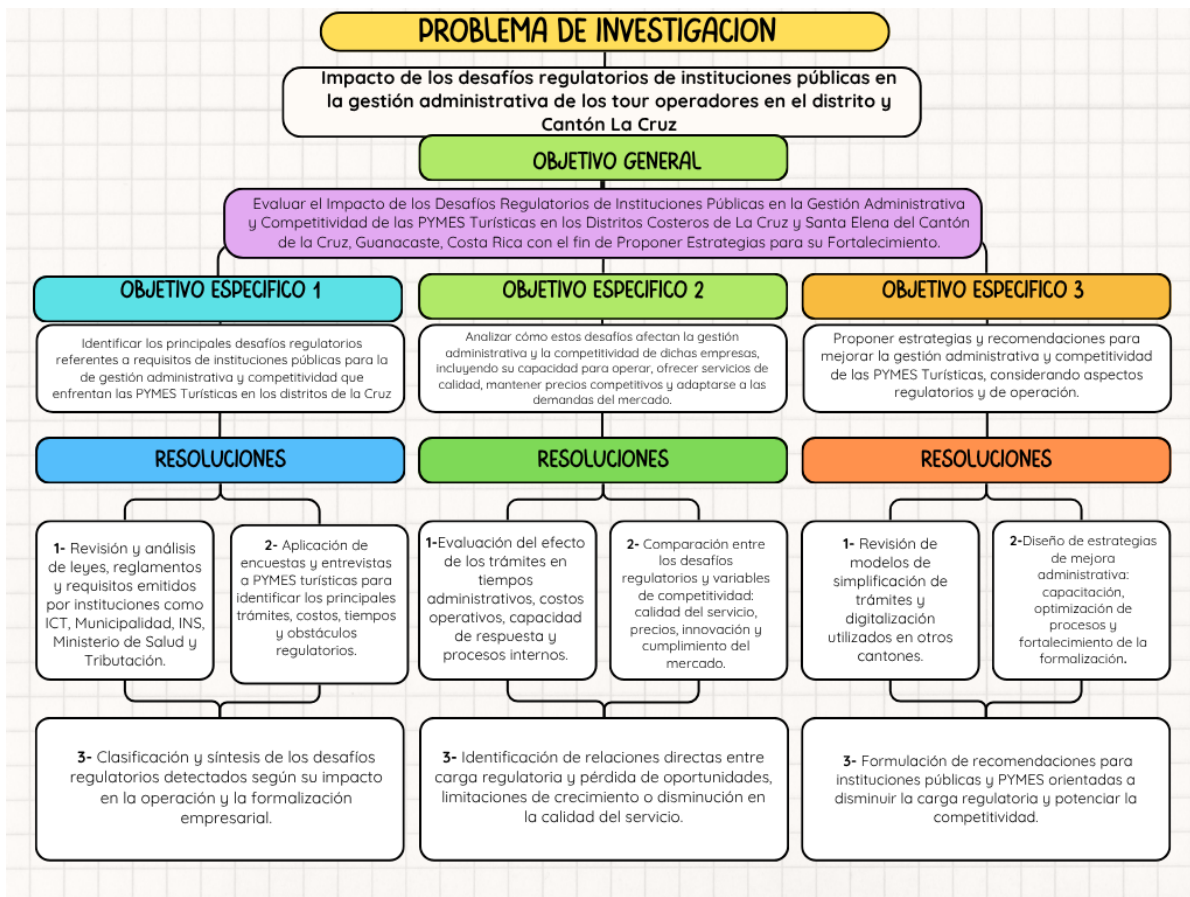 PROBLEMA DE INVESTIGACION
Impacto de los desafíos regulatorios de instituciones públicas en
la gestión administrativa de los tour operadores en el distrito y
Cantón La Cruz
OBJETIVO GENERAL
Evaluar el Impacto de los Desafíos Regulatorios de Instituciones Públicas en la Gestión Administrativa
y Competitividad de las PYMES Turísticas en los Distritos Costeros de La Cruz y Santa Elena del Cantón
de la Cruz, Guanacaste, Costa Rica con el fin de Proponer Estrategias para su Fortalecimiento.
OBJETIVO ESPECIFICO 1
Identificar los principales desafíos regulatorios
referentes a requisitos de instituciones públicas para la
de gestión administrativa y competitividad que
enfrentan las PYMES Turísticas en los distritos de la Cruz
OBJETIVO ESPECIFICO 2
Analizar cómo estos desafíos afectan la gestión
administrativa y la competitividad de dichas empresas,
incluyendo su capacidad para operar, ofrecer servicios de
calidad, mantener precios competitivos y adaptarse a las
demandas del mercado.
OBJETIVO ESPECIFICO 3
Proponer estrategias y recomendaciones para
mejorar la gestión administrativa y competitividad
de las PYMES Turísticas, considerando aspectos
regulatorios y de operación.
RESOLUCIONES
1- Revisión y análisis
de leyes, reglamentos
y requisitos emitidos
por instituciones como
ICT, Municipalidad, INS,
Ministerio de Salud y
Tributación.
2- Aplicación de
encuestas y entrevistas
a PYMES turísticas para
identificar los principales
trámites, costos, tiempos
y obstáculos
regulatorios.
3- Clasificación y síntesis de los desafíos
regulatorios detectados según su impacto
en la operación y la formalización
empresarial.
RESOLUCIONES
1-Evaluación del efecto
de los trámites en
tiempos
administrativos, costos
operativos, capacidad
de respuesta y
procesos internos.
2- Comparación entre
los desafíos
regulatorios y variables
de competitividad:
calidad del servicio,
precios, innovación y
cumplimiento del
mercado.
3- Identificación de relaciones directas entre
carga regulatoria y pérdida de oportunidades,
limitaciones de crecimiento o disminución en
la calidad del servicio.
RESOLUCIONES
1- Revisión de
modelos de
simplificación de
trámites y
digitalización
utilizados en otros
cantones.
2-Diseño de estrategias
de mejora
administrativa:
capacitación,
optimización de
procesos y
fortalecimiento de la
formalización.
3- Formulación de recomendaciones para
instituciones públicas y PYMES orientadas a
disminuir la carga regulatoria y potenciar la
competitividad.